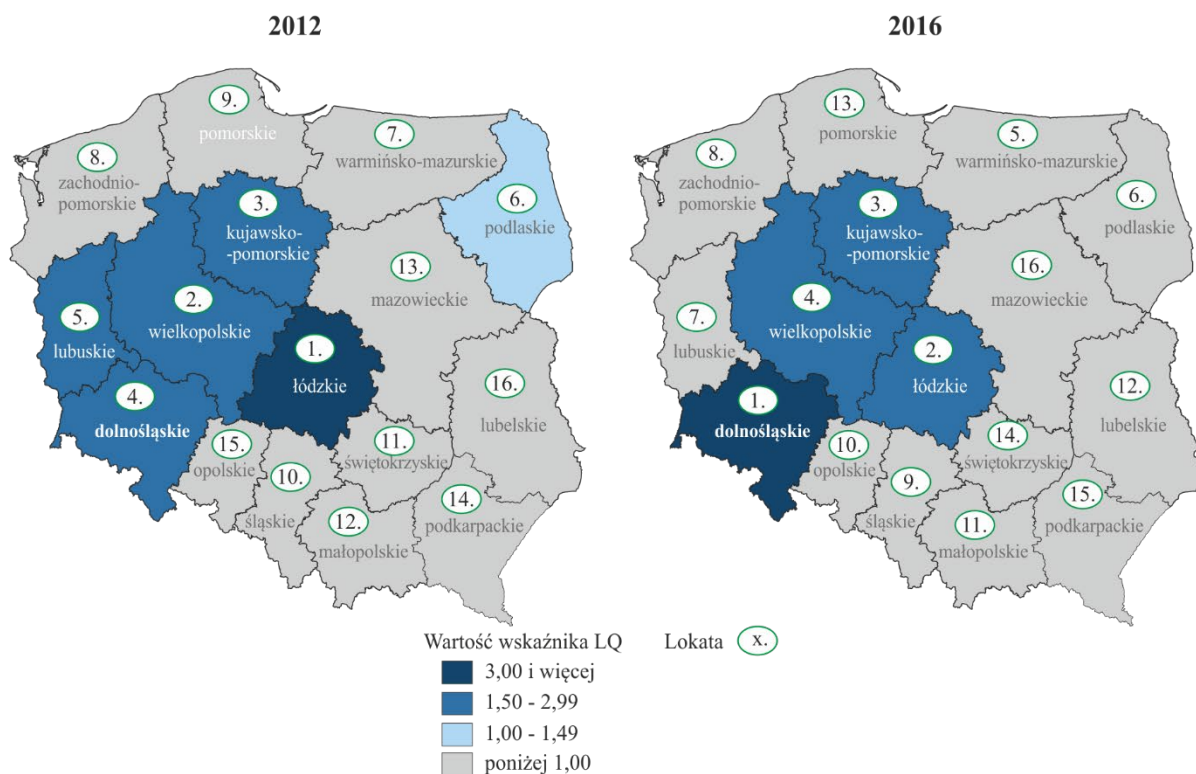 2012
9.
pomorskie
7.
warmińsko-mazurskie
8.
zachodnio-
pomorskie
3.
kujawsko-
-pomorskie
6.
podlaskie
13.
mazowieckie
2.
wielkopolskie
5.
lubuskie
1.
łódzkie
4.
dolnośląskie
16.
lubelskie
15.
opolskie
11.
świętokrzyskie
10.
śląskie
14.
podkarpackie
12.
małopolskie
2016
13.
pomorskie
5.
warmińsko-mazurskie
8.
zachodnio-
pomorskie
3.
kujawsko-
-pomorskie
6.
podlaskie
16.
mazowieckie
4.
wielkopolskie
7.
lubuskie
2.
łódzkie
1.
dolnośląskie
12.
lubelskie
10.
opolskie
14.
świętokrzyskie
9.
śląskie
15.
podkarpackie
11.
małopolskie
Wartość wskaźnika LQ
3,00 i więcej
1,50 - 2,99
1,00 - 1,49
poniżej 1,00
Lokata x.